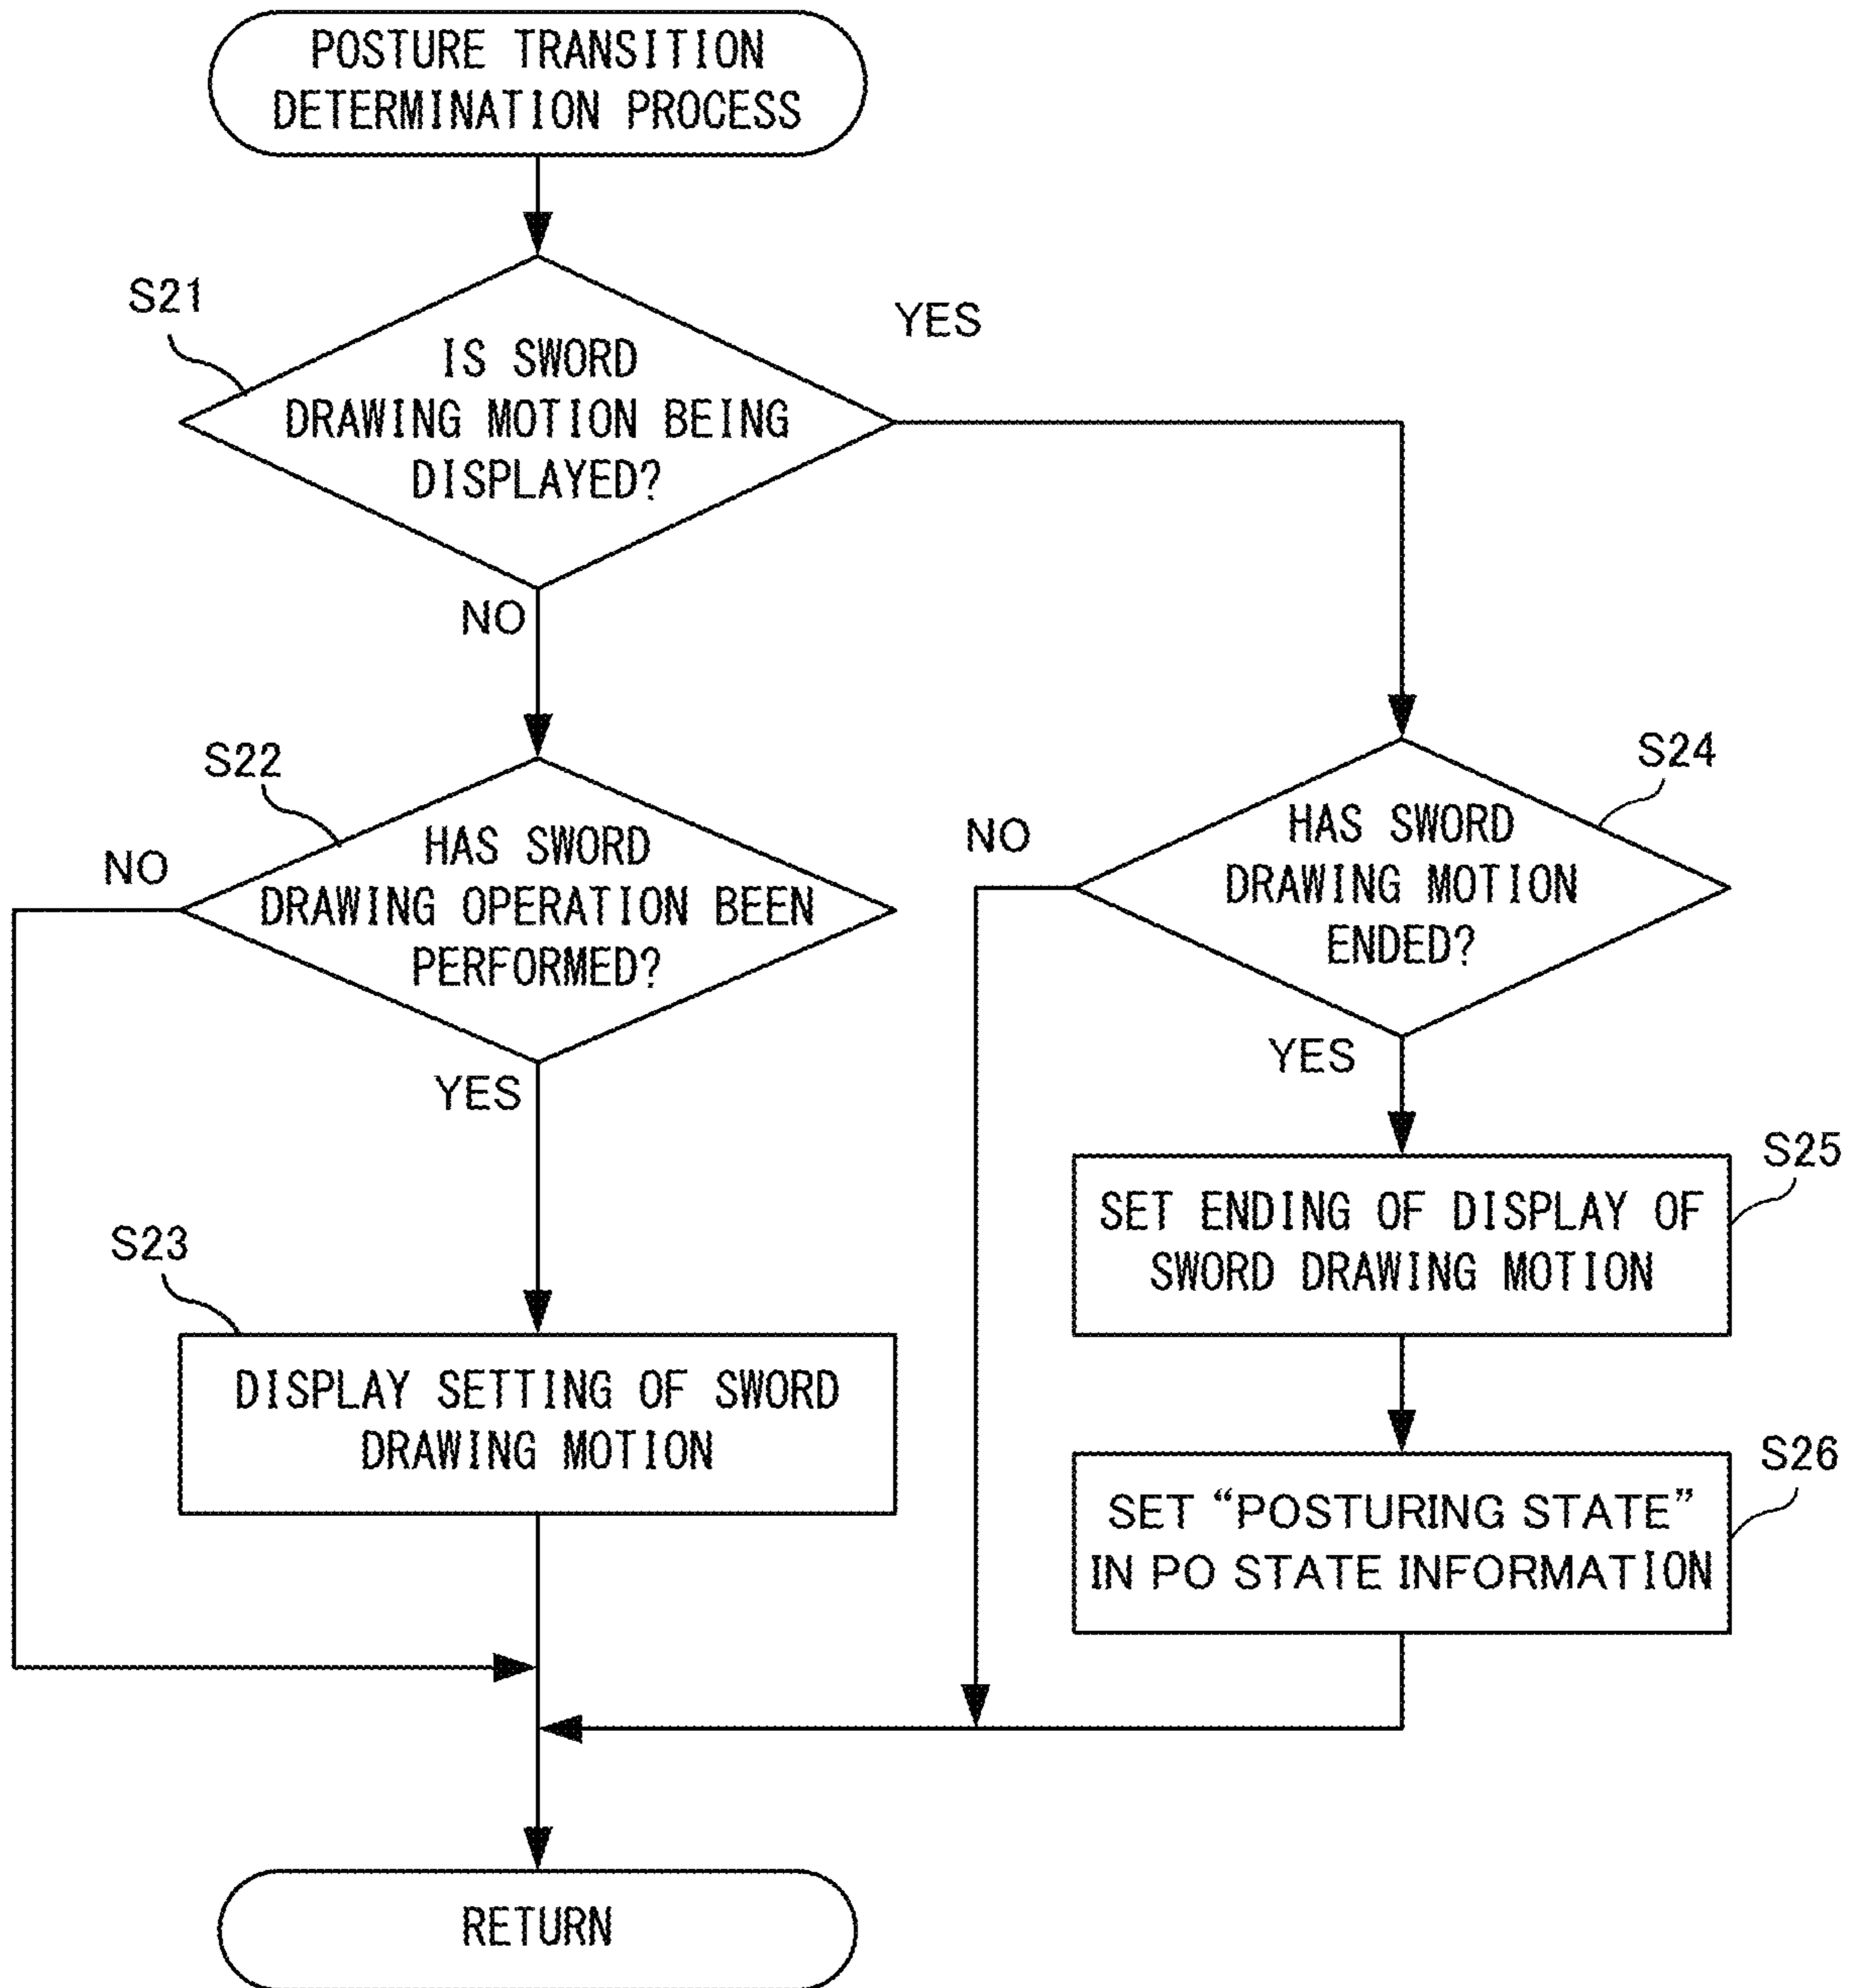 POSTURE TRANSITION
DETERMINATION PROCESS
S21
YES
IS SWORD
DRAWING MOTION BEING
DISPLAYED?
NO
S22
NO
HAS SWORD
DRAWING OPERATION BEEN
PERFORMED?
YES
S24
NO
HAS SWORD
DRAWING MOTION
ENDED?
YES
S23
DISPLAY SETTING OF SWORD
DRAWING MOTION
S25
SET ENDING OF DISPLAY OF
SWORD DRAWING MOTION
S26
SET “POSTURING STATE”
IN PO STATE INFORMATION
RETURN